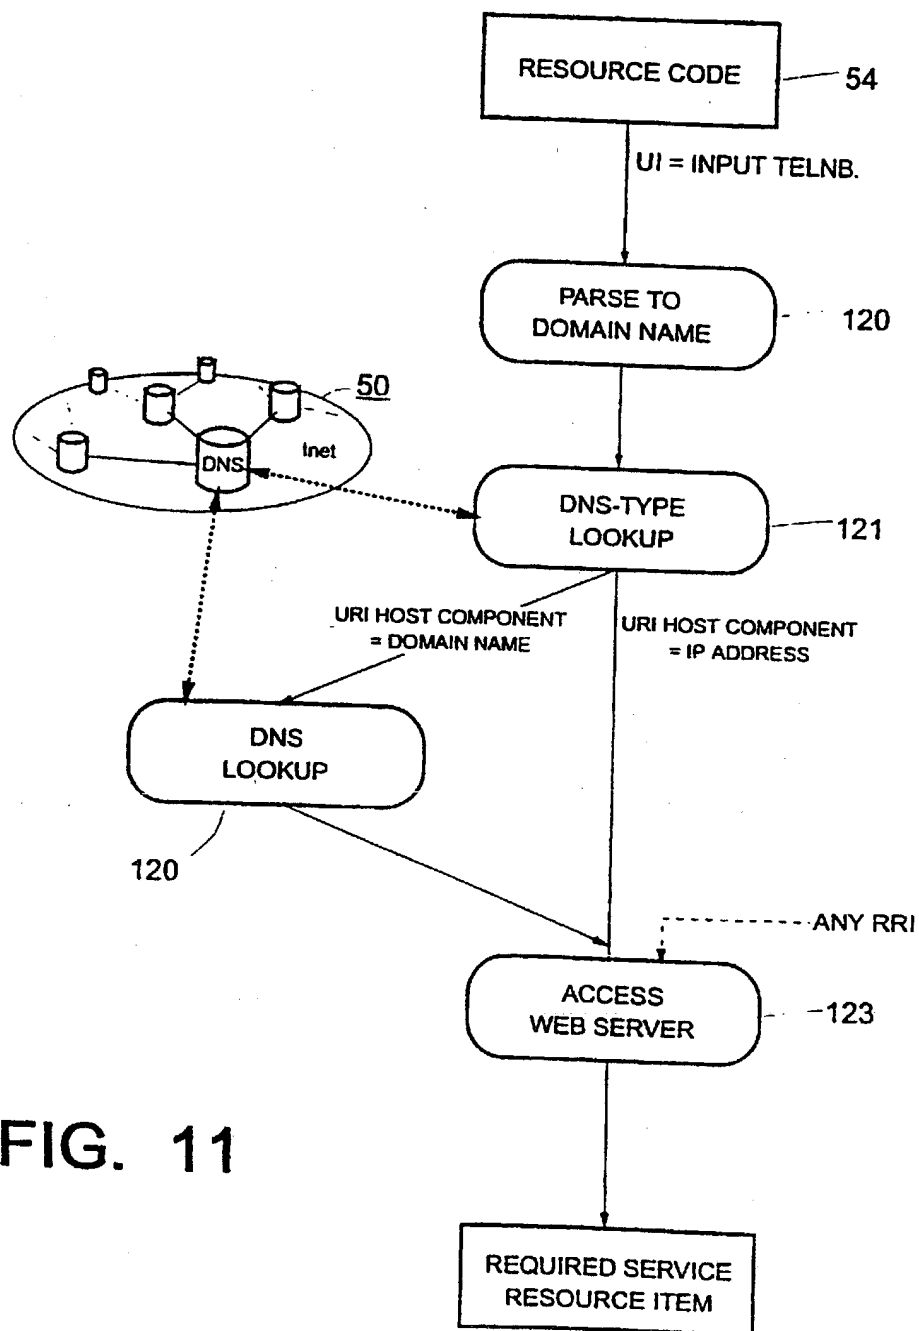 RESOURCE CODE
54
UI = INPUT TELNB.
PARSE TO
DOMAIN NAME
120
50
Inet
DNS
DNS-TYPE
LOOKUP
121
URI HOST COMPONENT
= DOMAIN NAME
URI HOST COMPONENT
= IP ADDRESS
DNS
LOOKUP
120
ANY RRI
ACCESS
WEB SERVER
123
FIG. 11
REQUIRED SERVICE
RESOURCE ITEM